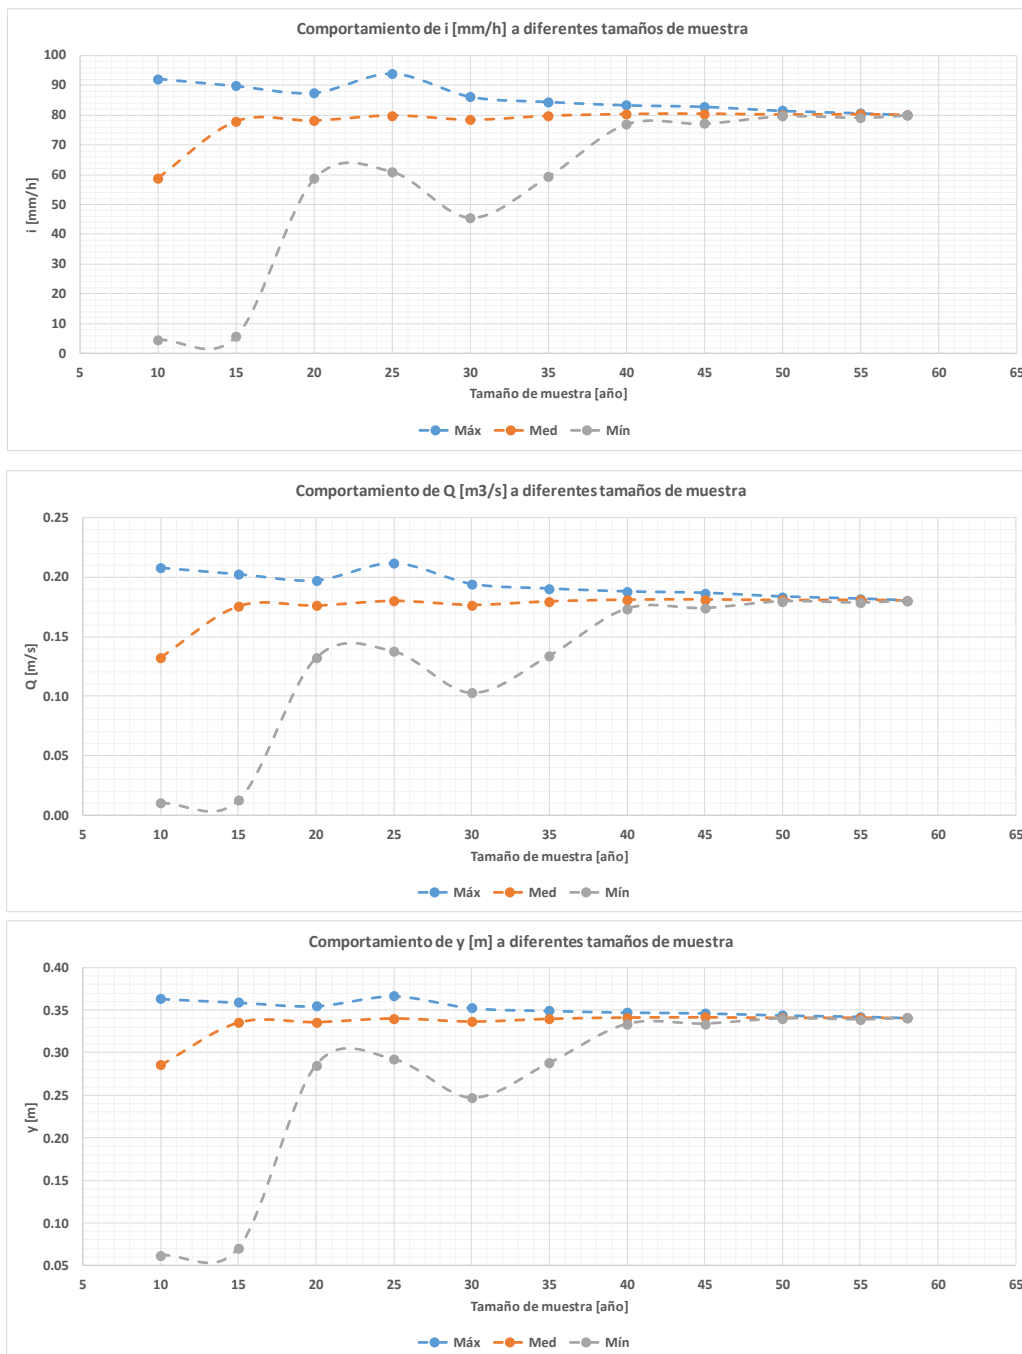 Comportamiento de i [mm/h] a diferentes tamaños de muestra
100
90
80
70
60
50
40
30
20
10
0
i [mm/h]
5 10 15 20 25 30 35 40 45 50 55 60 65
Tamaño de muestra [año]
Máx Med Mín
Comportamiento de Q [m3/s] a diferentes tamaños de muestra
0.25
0.20
0.15
0.10
0.05
0.00
Q [m/s]
5 10 15 20 25 30 35 40 45 50 55 60 65
Tamaño de muestra [año]
Máx Med Mín
Comportamiento de y [m] a diferentes tamaños de muestra
0.40
0.35
0.30
0.25
0.20
0.15
0.10
0.05
y [m]
5 10 15 20 25 30 35 40 45 50 55 60 65
Tamaño de muestra [año]
Máx Med Mín